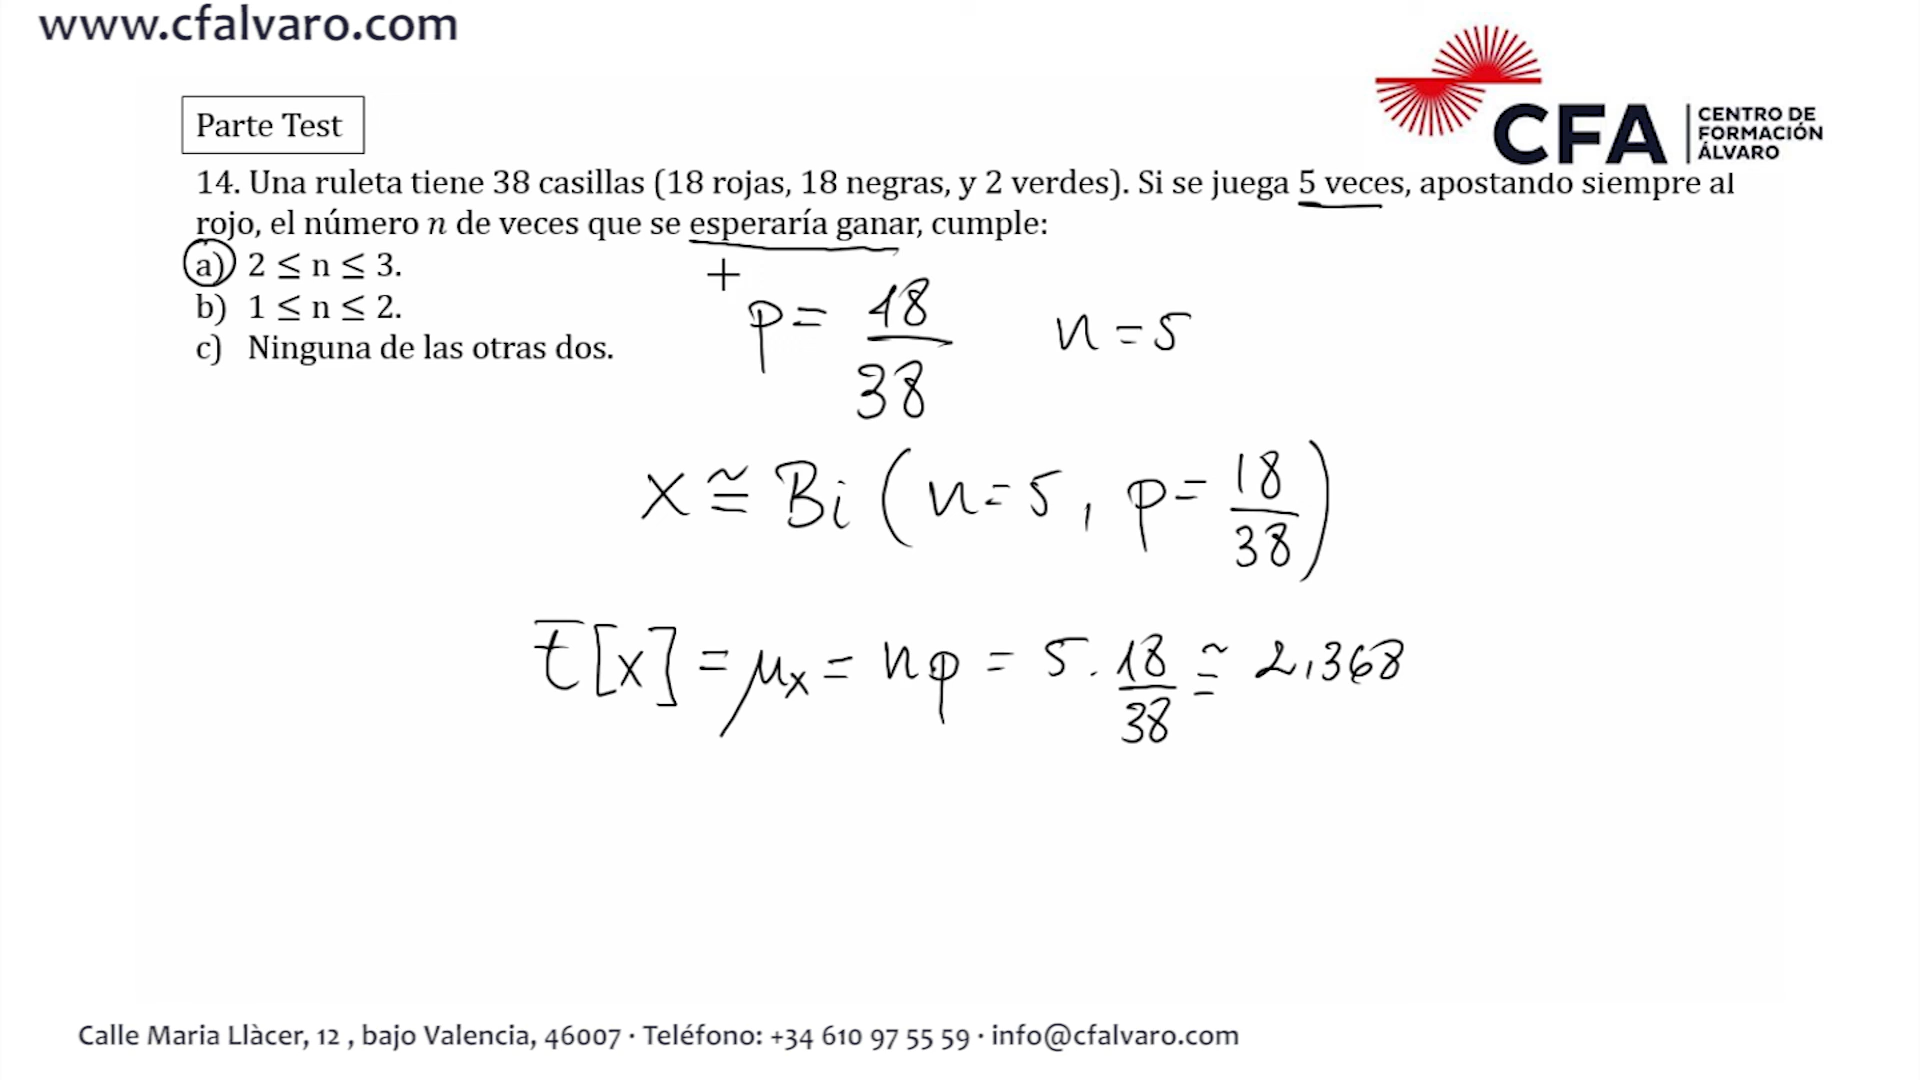 www.cfalvaro.com
CFA CENTRO DE FORMACIÓN ÁLVARO
Parte Test
14. Una ruleta tiene 38 casillas (18 rojas, 18 negras, y 2 verdes). Si se juega 5 veces, apostando siempre al
rojo, el número n de veces que se esperaría ganar, cumple:
a) 2 ≤ n ≤ 3.
b) 1 ≤ n ≤ 2.
c) Ninguna de las otras dos.
+
p = 18/38 n = 5
x ≅ Bi (n = 5, p = 18/38)
E[x] = μx = np = 5 · 18/38 ≅ 2,368
Calle Maria Llàcer, 12 , bajo Valencia, 46007 · Teléfono: +34 610 97 55 59 · info@cfalvaro.com